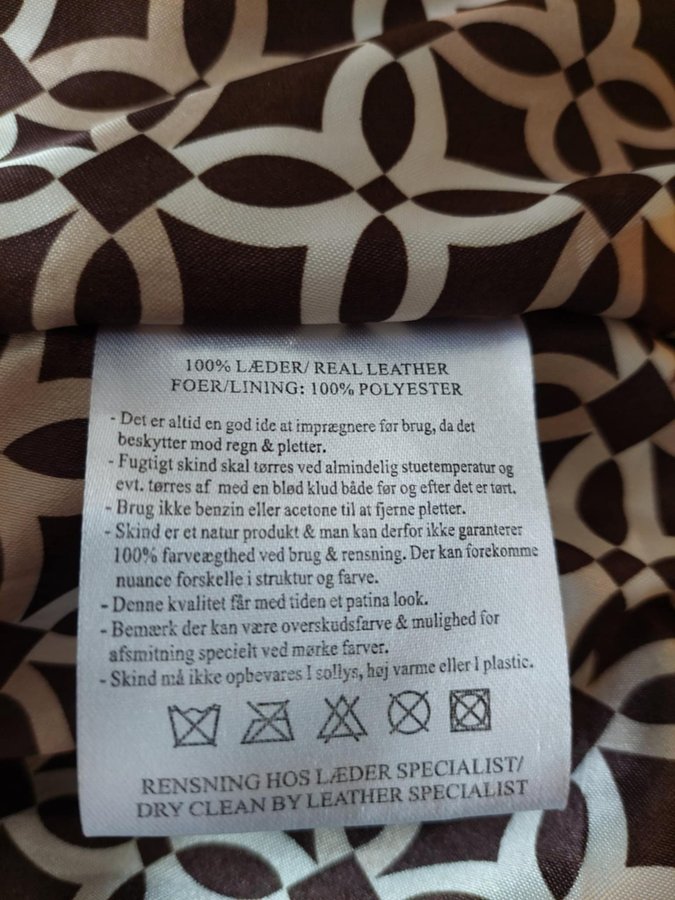 100% LÆDER/ REAL LEATHER
FOER/LINING: 100% POLYESTER
- Det er altid en god ide at imprægnere før brug, da det
beskytter mod regn & pletter.
- Fugtigt skind skal tørres ved almindelig stuetemperatur og
evt. tørres af med en blød klud både før og efter det er tørt.
- Brug ikke benzin eller acetone til at fjerne pletter.
- Skind er et natur produkt & man kan derfor ikke garanterer
100% farveægthed ved brug & rensning. Der kan forekomme
nuance forskelle i struktur og farve.
- Denne kvalitet får med tiden et patina look.
- Bemærk der kan være overskudsfarve & mulighed for
afsmitning specielt ved mørke farver.
- Skind må ikke opbevares I sollys, høj varme eller I plastic.
RENSNING HOS LÆDER SPECIALIST/
DRY CLEAN BY LEATHER SPECIALIST